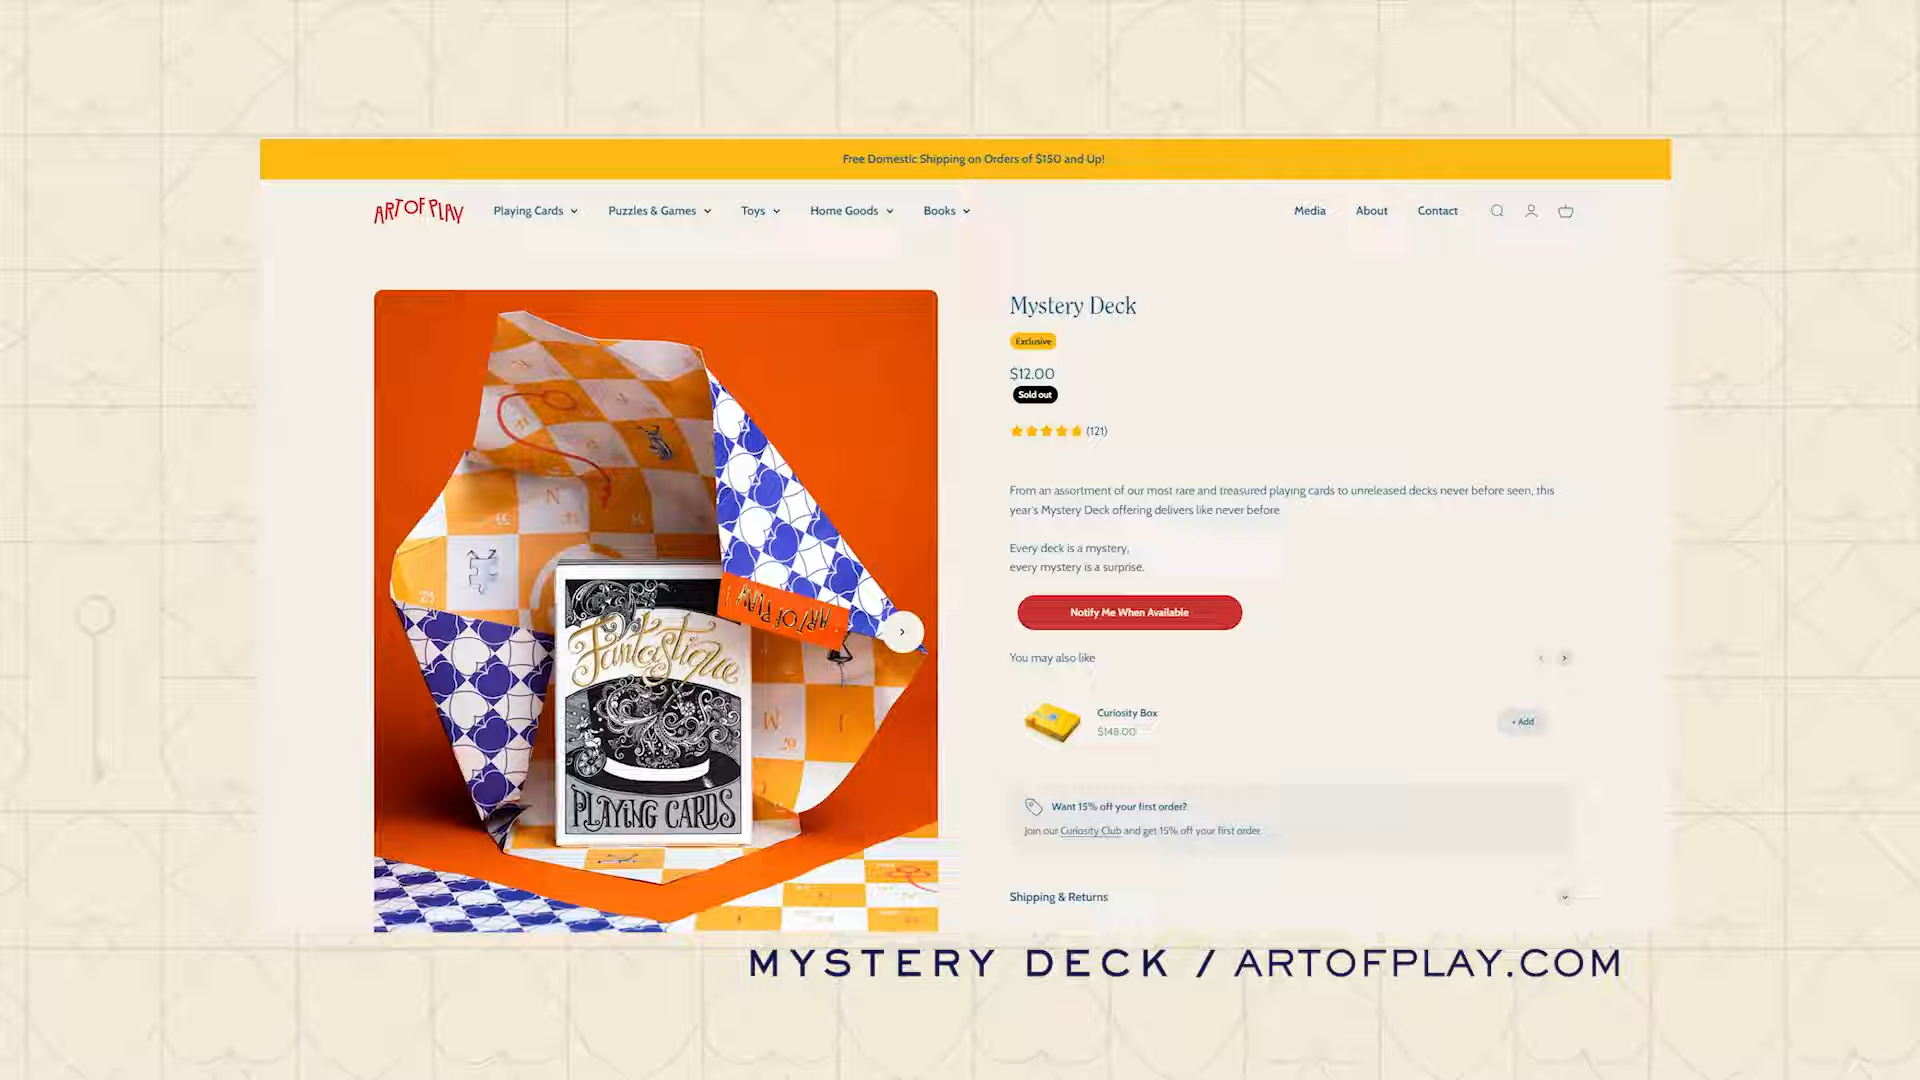 Free Domestic Shipping on Orders of $150 and Up!
ART OF PLAY
Playing Cards
Puzzles & Games
Toys
Home Goods
Books
Media
About
Contact
Mystery Deck
Exclusive
$12.00
Sold out
(121)
From an assortment of our most rare and treasured playing cards to unreleased decks never before seen, this
year's Mystery Deck offering delivers like never before
Every deck is a mystery,
every mystery is a surprise.
Notify Me When Available
You may also like
Curiosity Box
$148.00
+ Add
Want 15% off your first order?
Join our Curiosity Club and get 15% off your first order
Shipping & Returns
ART OF PLAY
N
M
J
Fantastique
PLAYING CARDS
MYSTERY DECK / ARTOFPLAY.COM